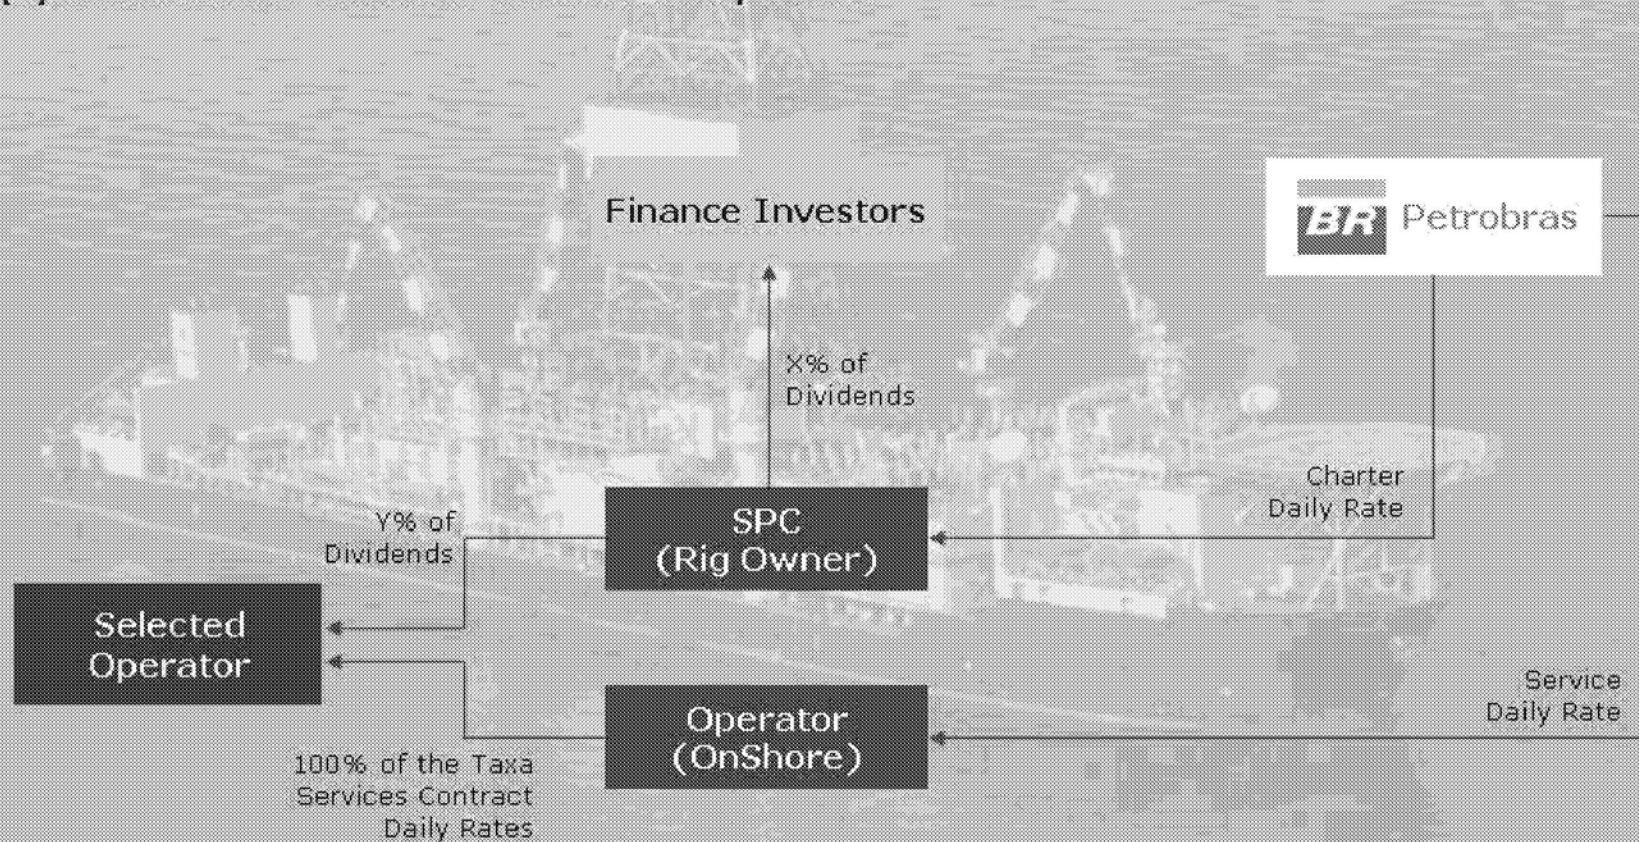 Finance Investors
BR Petrobras
X% of
Dividends
Charter
Daily Rate
Y% of
Dividends
SPC
(Rig Owner)
Selected
Operator
Service
Daily Rate
Operator
(OnShore)
100% of the Taxa
Services Contract
Daily Rates